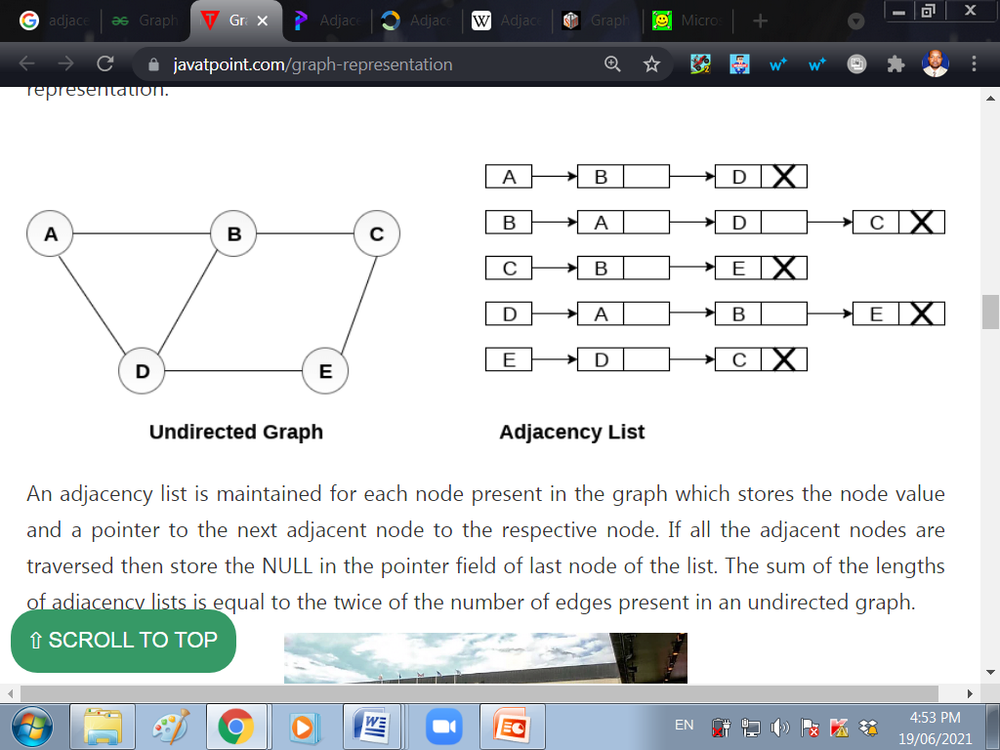 adjace
Graph
Gra
Adjace
Adjace
W
Adjac
Graph
Micros
javatpoint.com/graph-representation
representation.
A B C
D E
Undirected Graph
A B D X
B A D C X
C B E X
D A B E X
E D C X
Adjacency List
An adjacency list is maintained for each node present in the graph which stores the node value
and a pointer to the next adjacent node to the respective node. If all the adjacent nodes are
traversed then store the NULL in the pointer field of last node of the list. The sum of the lengths
of adjacency lists is equal to the twice of the number of edges present in an undirected graph.
⇧ SCROLL TO TOP
EN
4:53 PM
19/06/2021